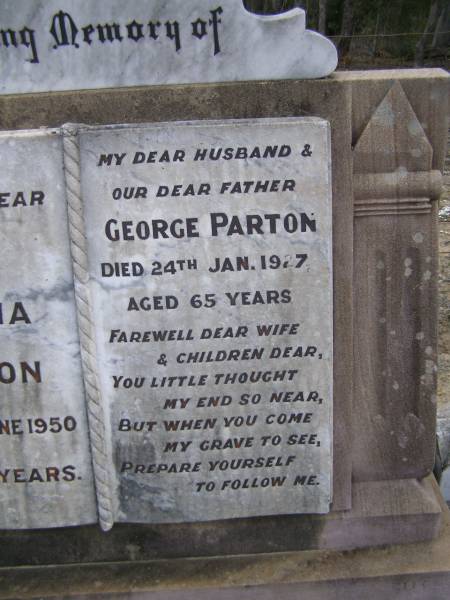 Memory of
EAR
IA
ON
NE 1950
YEARS.
MY DEAR HUSBAND &
OUR DEAR FATHER
GEORGE PARTON
DIED 24TH JAN. 1927
AGED 65 YEARS
FAREWELL DEAR WIFE
& CHILDREN DEAR,
YOU LITTLE THOUGHT
MY END SO NEAR,
BUT WHEN YOU COME
MY GRAVE TO SEE,
PREPARE YOURSELF
TO FOLLOW ME.